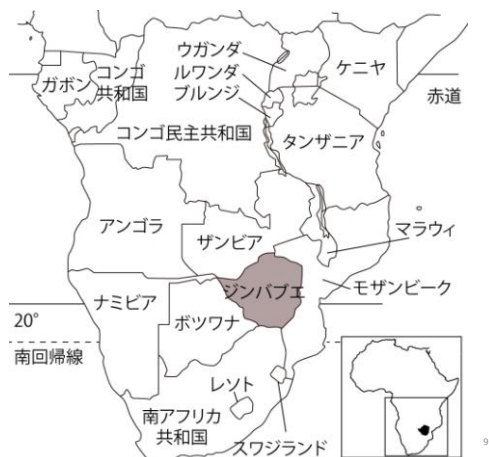 ウガンダ
ルワンダ
ブルンジ
ケニヤ
ガボン
コンゴ
共和国
赤道
コンゴ民主共和国
タンザニア
アンゴラ
ザンビア
マラウィ
ジンバブエ
モザンビーク
ナミビア
ボツワナ
20°
南回帰線
レソト
南アフリカ
共和国
スワジランド
9